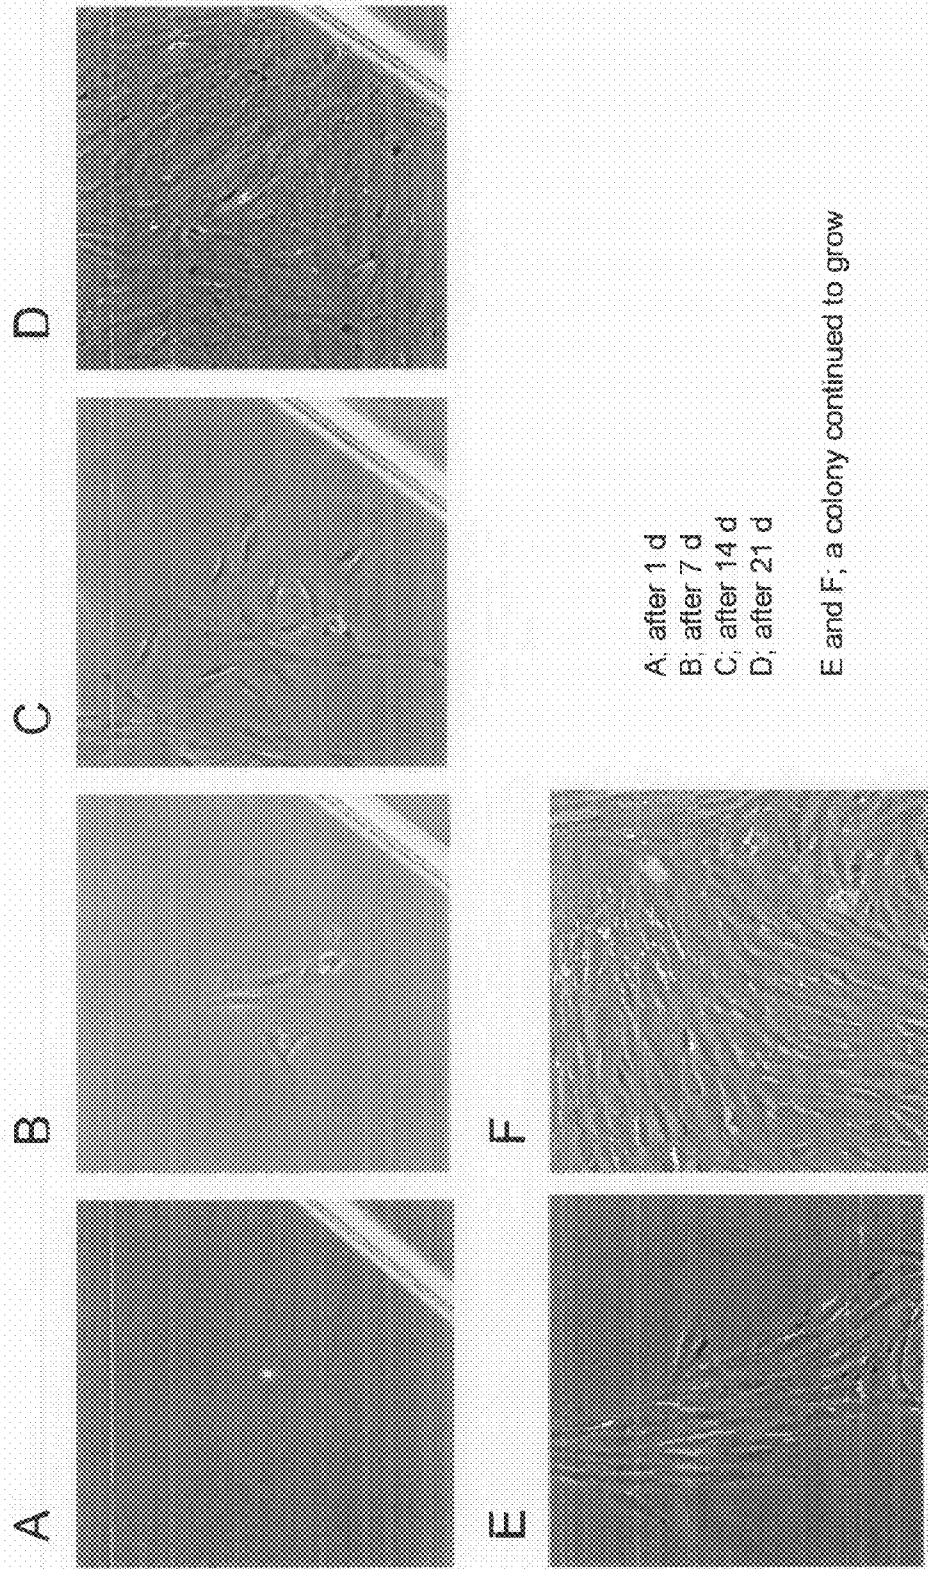 A
B
C
D
E
F
A; after 1 d
B; after 7 d
C; after 14 d
D; after 21 d
E and F; a colony continued to grow